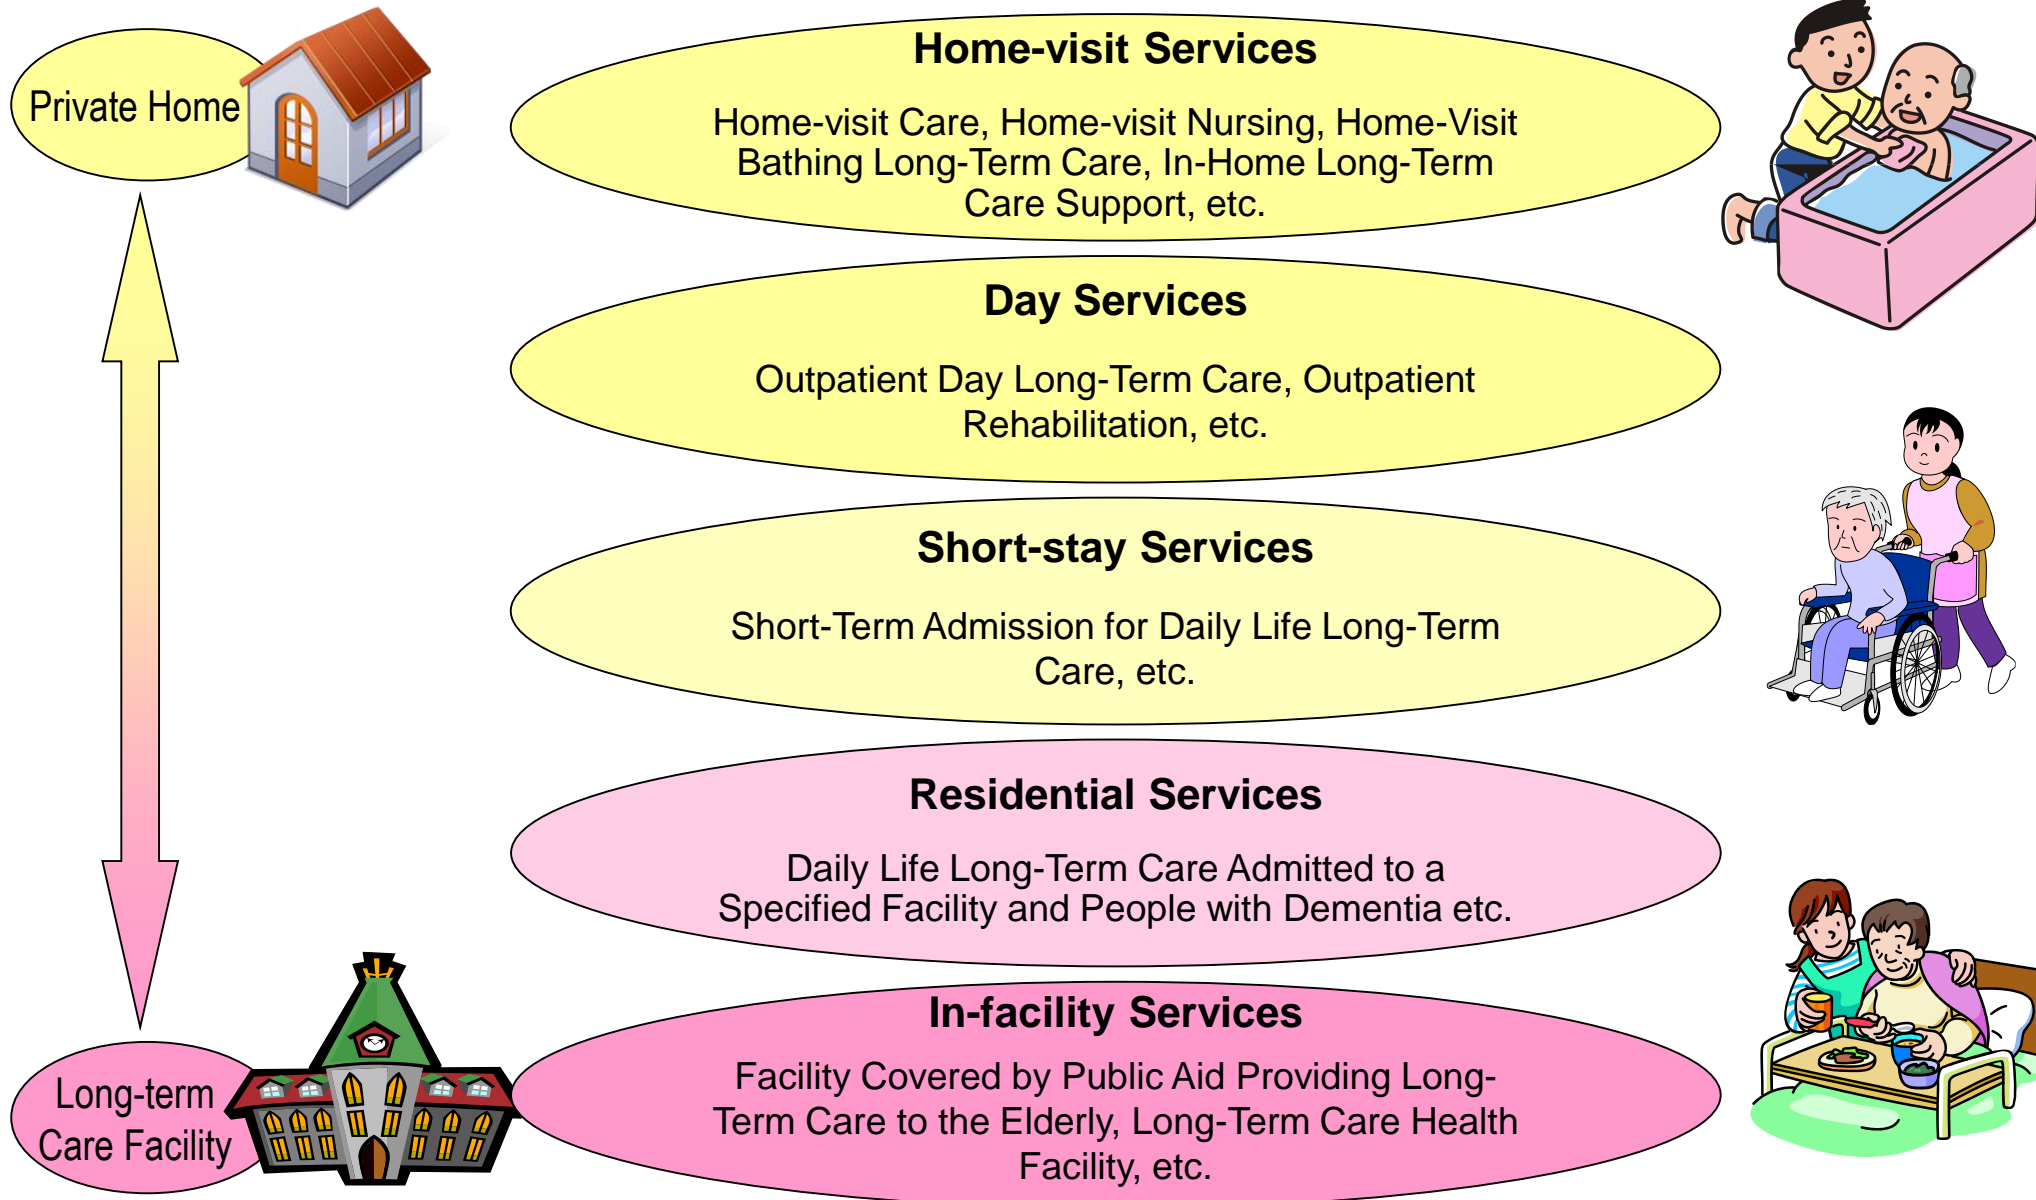 Private Home
Home-visit Services
Home-visit Care, Home-visit Nursing, Home-Visit
Bathing Long-Term Care, In-Home Long-Term
Care Support, etc.
Day Services
Outpatient Day Long-Term Care, Outpatient
Rehabilitation, etc.
Short-stay Services
Short-Term Admission for Daily Life Long-Term
Care, etc.
Residential Services
Daily Life Long-Term Care Admitted to a
Specified Facility and People with Dementia etc.
Long-term
Care Facility
In-facility Services
Facility Covered by Public Aid Providing Long-
Term Care to the Elderly, Long-Term Care Health
Facility, etc.